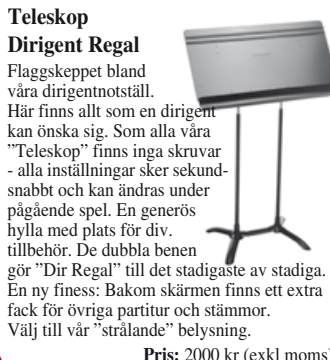 Teleskop
Dirigent Regal
Flaggskeppet bland
våra dirigentnotställ.
Här finns allt som en dirigent
kan önska sig. Som alla våra
”Teleskop” finns inga skruvar
- alla inställningar sker sekund-
snabbt och kan ändras under
pågående spel. En generös
hylla med plats för div.
tillbehör. De dubbla benen
gör ”Dir Regal” till det stadigaste av stadiga.
En ny finess: Bakom skärmen finns ett extra
fack för övriga partitur och stämmor.
Välj till vår ”strålande” belysning.
Pris: 2000 kr (exkl moms)